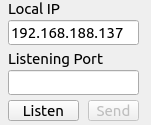 Local IP
192.168.188.137
Listening Port
Listen Send